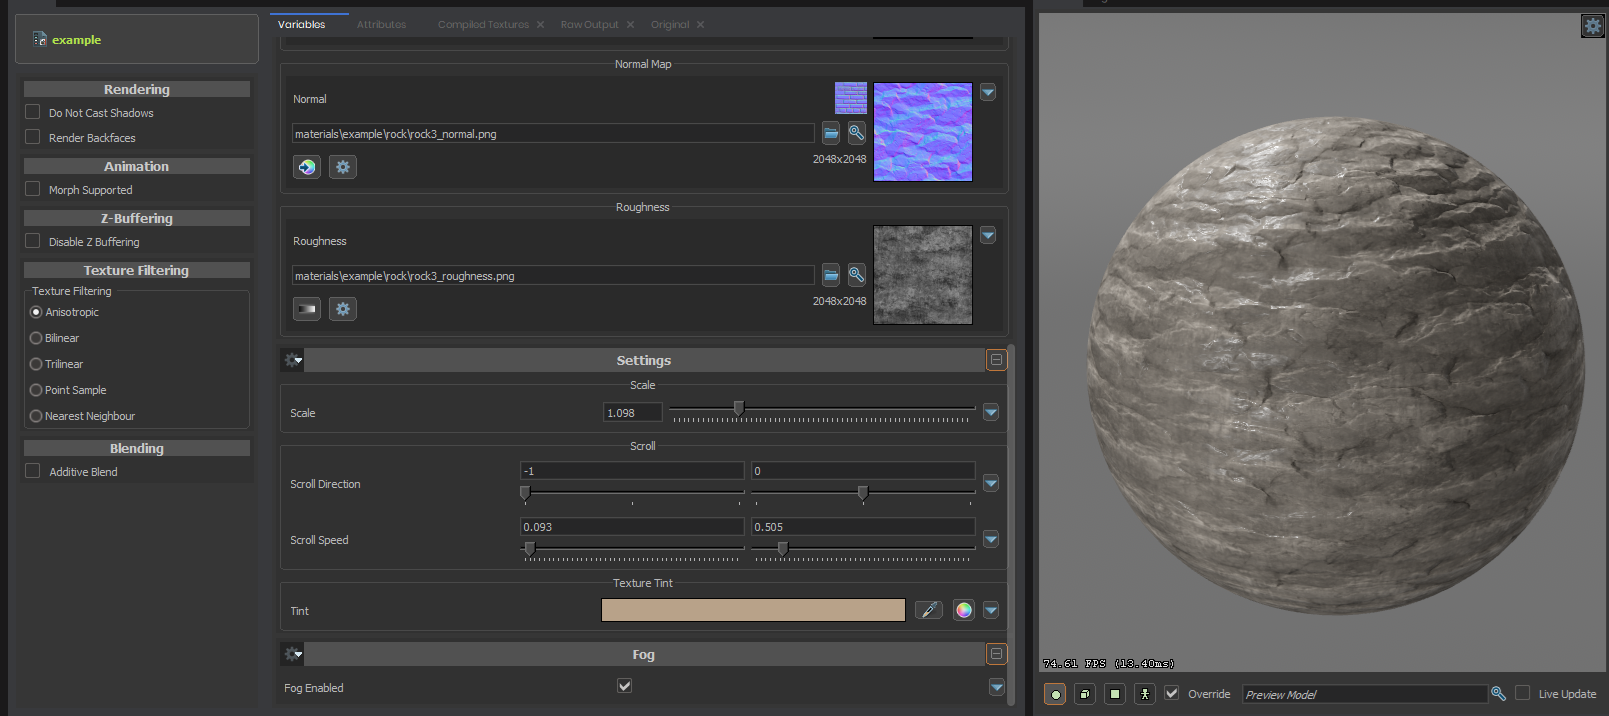 example
Rendering
Do Not Cast Shadows
Render Backfaces
Animation
Morph Supported
Z-Buffering
Disable Z Buffering
Texture Filtering
Texture Filtering
Anisotropic
Bilinear
Trilinear
Point Sample
Nearest Neighbour
Blending
Additive Blend
Variables Attributes Compiled Textures Raw Output Original
Normal Map
Normal
materials\example\rock\rock3_normal.png
2048x2048
Roughness
Roughness
materials\example\rock\rock3_roughness.png
2048x2048
Settings
Scale
Scale 1.098
Scroll
Scroll Direction -1 0
Scroll Speed 0.093 0.505
Texture Tint
Tint
Fog
Fog Enabled
74.61 FPS (13.40ms)
Override Preview Model Live Update